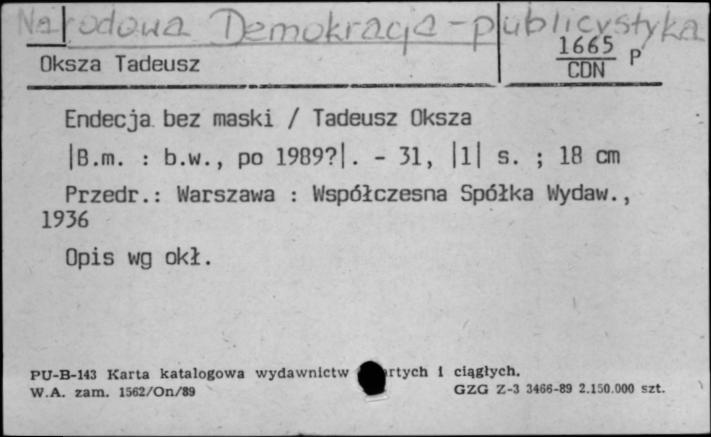 Narodowa Demokracja - publicystyka
Oksza Tadeusz
1665 P
CDN
Endecja bez maski / Tadeusz Oksza
|B.m. : b.w., po 1989?|. - 31, |1| s. ; 18 cm
Przedr.: Warszawa : Współczesna Spółka Wydaw.,
1936
Opis wg okł.
PU-B-143 Karta katalogowa wydawnictw rtych i ciągłych.
W.A. zam. 1562/On/89 GZG Z-3 3466-89 2.150.000 szt.